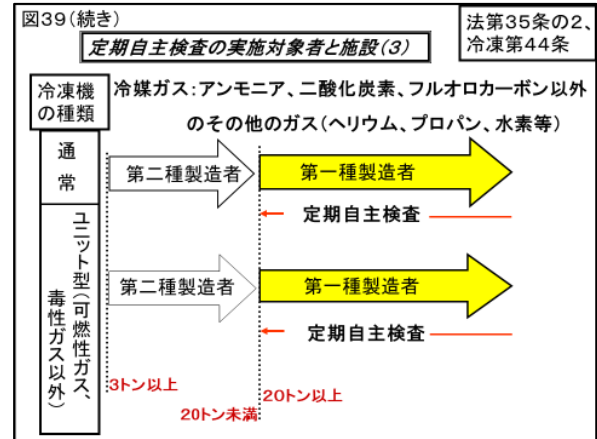 図39(続き)
定期自主検査の実施対象者と施設(3)
法第35条の2、
冷凍第44条
冷凍機
の種類
冷媒ガス:アンモニア、二酸化炭素、フルオロカーボン以外
のその他のガス(ヘリウム、プロパン、水素等)
通常
第二種製造者
第一種製造者
定期自主検査
ユニット型(可燃性ガス、
毒性ガス以外)
第二種製造者
第一種製造者
定期自主検査
3トン以上
20トン未満
20トン以上